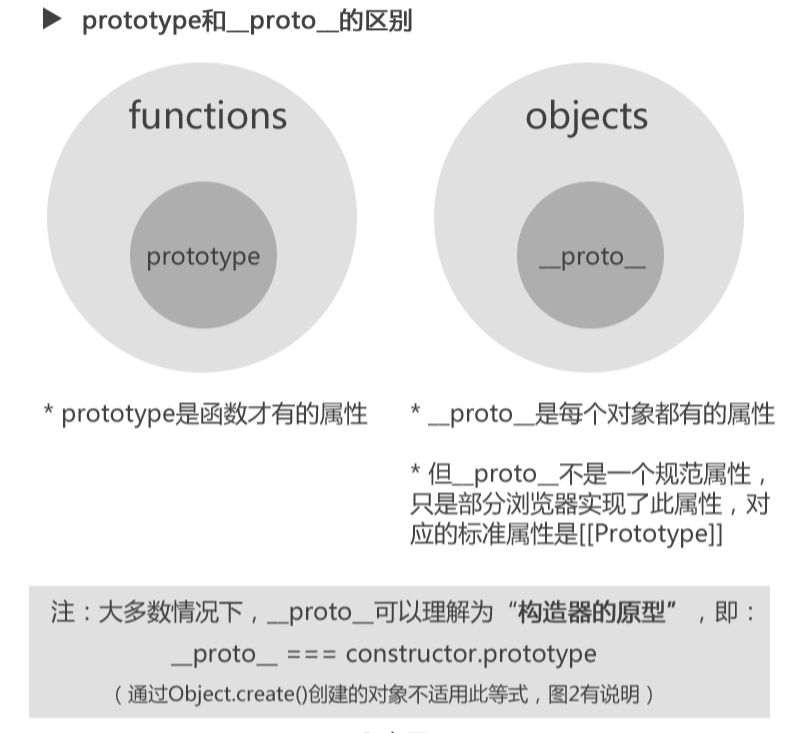 ▶ prototype和__proto__的区别
functions
objects
prototype
__proto__
* prototype是函数才有的属性
* __proto__是每个对象都有的属性
* 但__proto__不是一个规范属性，
只是部分浏览器实现了此属性，对
应的标准属性是[[Prototype]]
注：大多数情况下，__proto__可以理解为“构造器的原型”，即：
__proto__ === constructor.prototype
（通过Object.create()创建的对象不适用此等式，图2有说明）